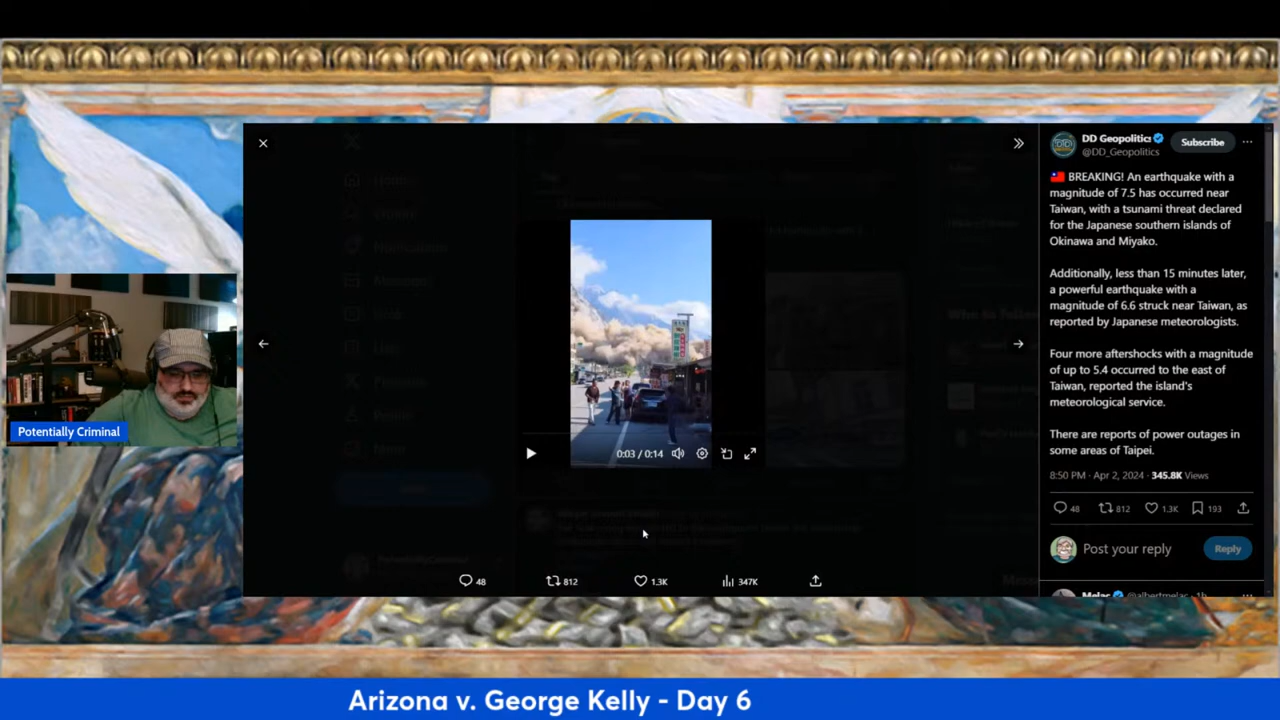 DD Geopolitics
Subscribe
@DD_Geopolitics
🇹🇼 BREAKING! An earthquake with a
magnitude of 7.5 has occurred near
Taiwan, with a tsunami threat declared
for the Japanese southern islands of
Okinawa and Miyako.
Additionally, less than 15 minutes later,
a powerful earthquake with a
magnitude of 6.6 struck near Taiwan, as
reported by Japanese meteorologists.
Four more aftershocks with a magnitude
of up to 5.4 occurred to the east of
Taiwan, reported the island's
meteorological service.
There are reports of power outages in
some areas of Taipei.
8:50 PM · Apr 2, 2024 · 345.8K Views
48 812 1.3K 193
Post your reply
Reply
Melac @albertmelac · 1h
0:03 / 0:14
48 812 1.3K 347K
Potentially Criminal
Arizona v. George Kelly - Day 6